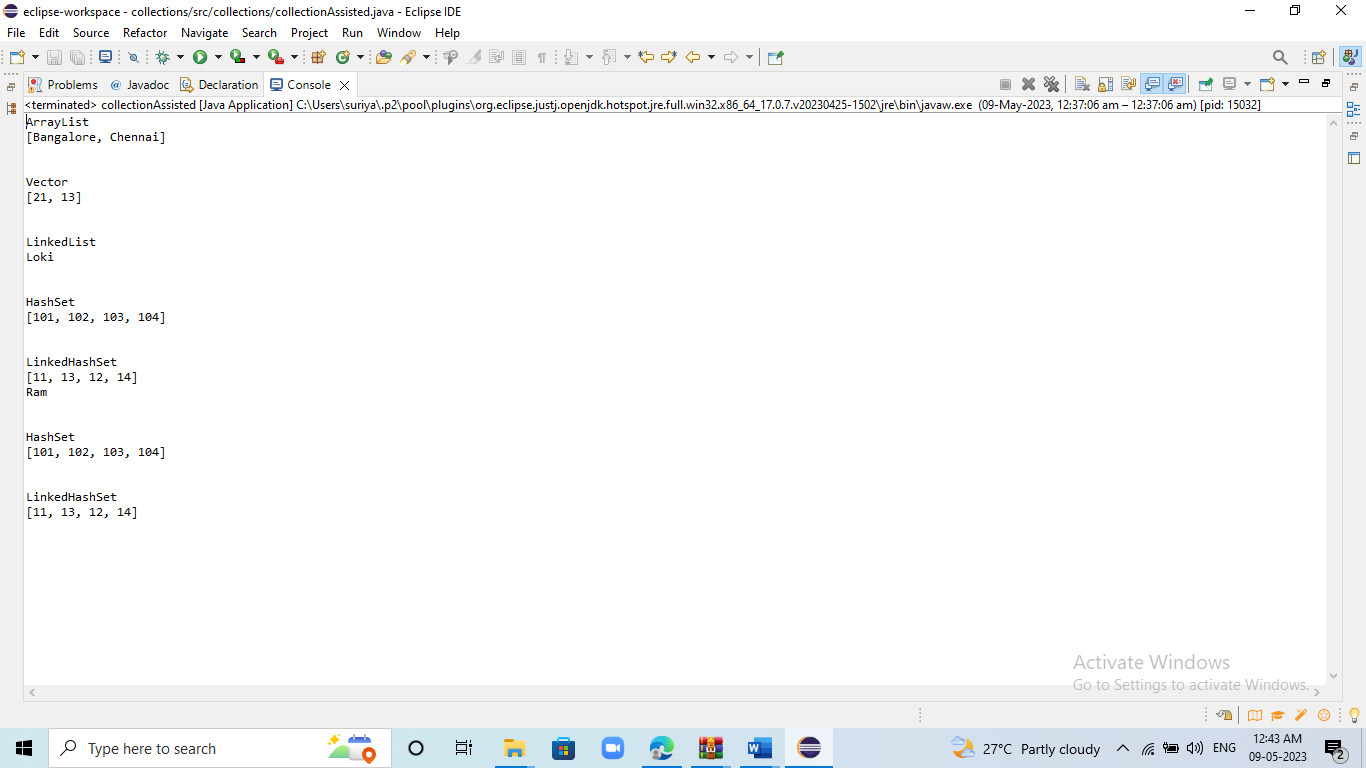 eclipse-workspace - collections/src/collections/collectionAssisted.java - Eclipse IDE
File Edit Source Refactor Navigate Search Project Run Window Help
Problems @ Javadoc Declaration Console
<terminated> collectionAssisted [Java Application] C:\Users\suriya\.p2\pool\plugins\org.eclipse.justj.openjdk.hotspot.jre.full.win32.x86_64_17.0.7.v20230425-1502\jre\bin\javaw.exe (09-May-2023, 12:37:06 am – 12:37:06 am) [pid: 15032]
ArrayList
[Bangalore, Chennai]
Vector
[21, 13]
LinkedList
Loki
HashSet
[101, 102, 103, 104]
LinkedHashSet
[11, 13, 12, 14]
Ram
HashSet
[101, 102, 103, 104]
LinkedHashSet
[11, 13, 12, 14]
Activate Windows
Go to Settings to activate Windows.
Type here to search
27°C Partly cloudy
ENG
12:43 AM
09-05-2023
2